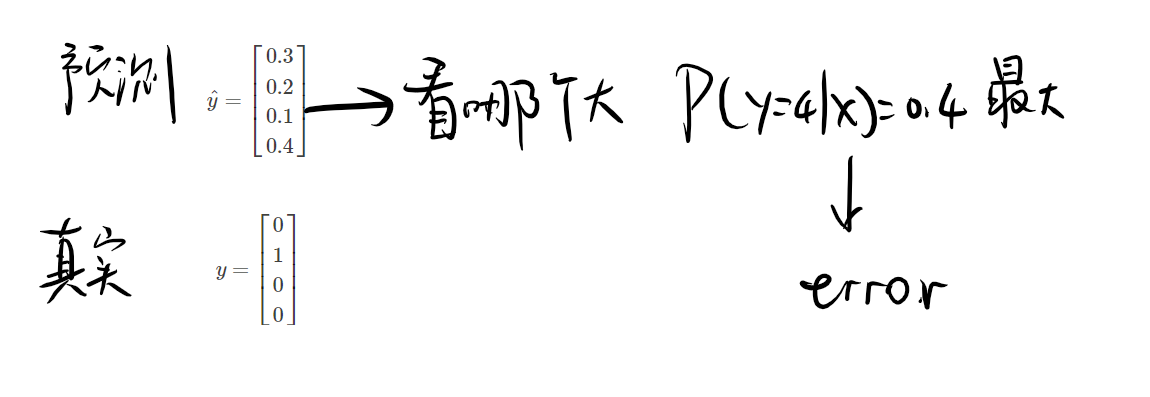 预测 ŷ = [0.3 0.2 0.1 0.4] → 看哪个大 P(y=4|x)=0.4 最大
↓
error
真实 y = [0 1 0 0]